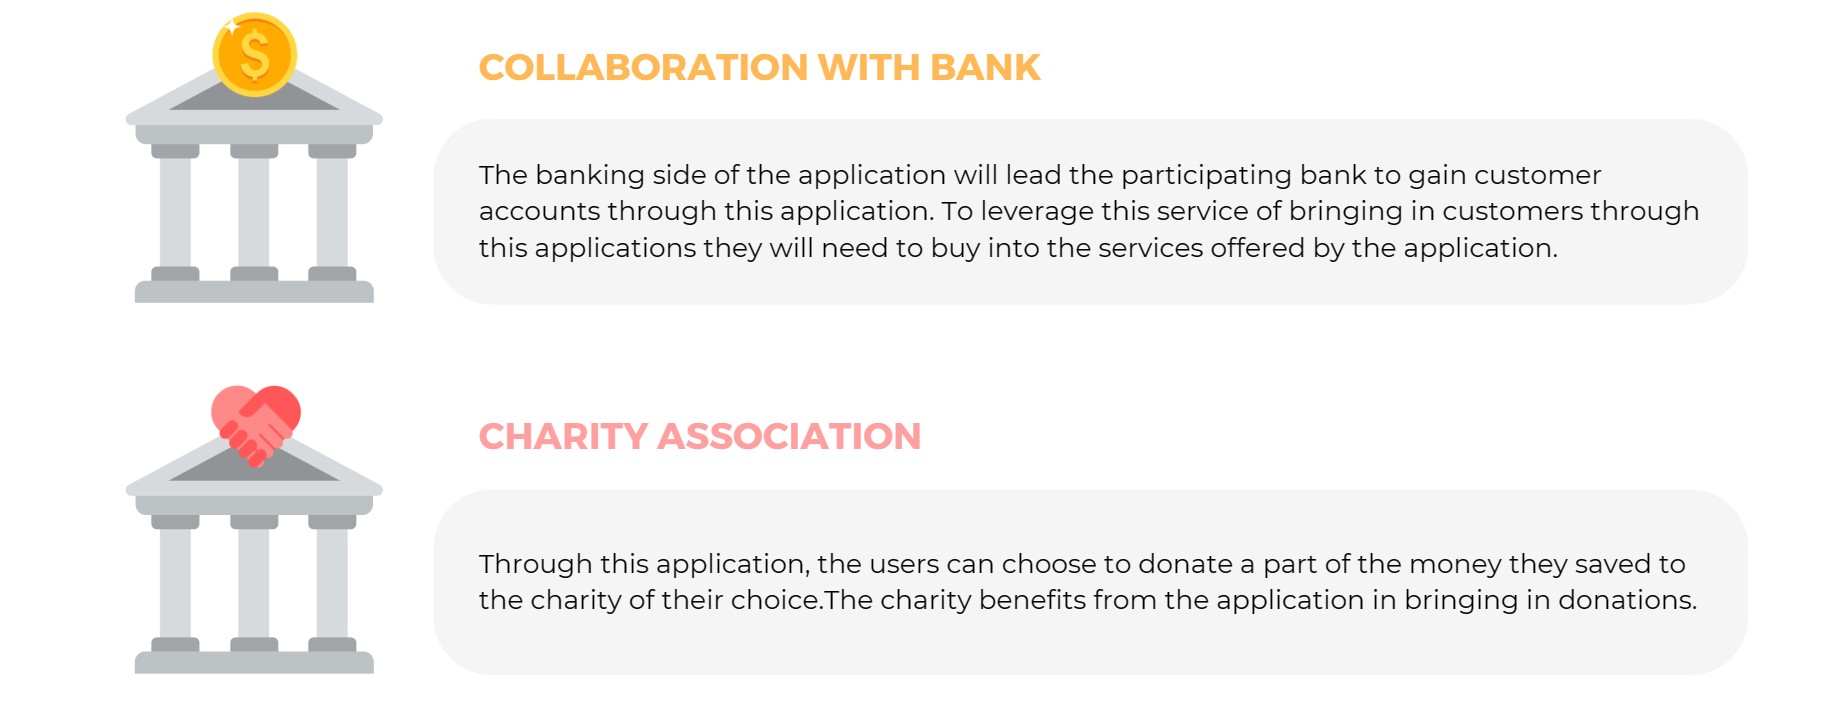 $
COLLABORATION WITH BANK
The banking side of the application will lead the participating bank to gain customer
accounts through this application. To leverage this service of bringing in customers through
this applications they will need to buy into the services offered by the application.
CHARITY ASSOCIATION
Through this application, the users can choose to donate a part of the money they saved to
the charity of their choice.The charity benefits from the application in bringing in donations.